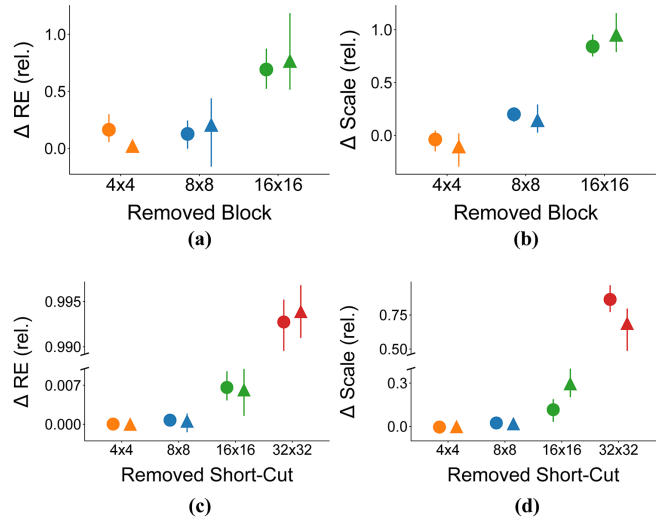 Δ RE (rel.)
1.0
0.5
0.0
4x4
8x8
16x16
Removed Block
(a)
Δ Scale (rel.)
1.0
0.5
0.0
4x4
8x8
16x16
Removed Block
(b)
Δ RE (rel.)
0.995
0.990
0.007
0.000
4x4
8x8
16x16
32x32
Removed Short-Cut
(c)
Δ Scale (rel.)
0.75
0.50
0.3
0.0
4x4
8x8
16x16
32x32
Removed Short-Cut
(d)